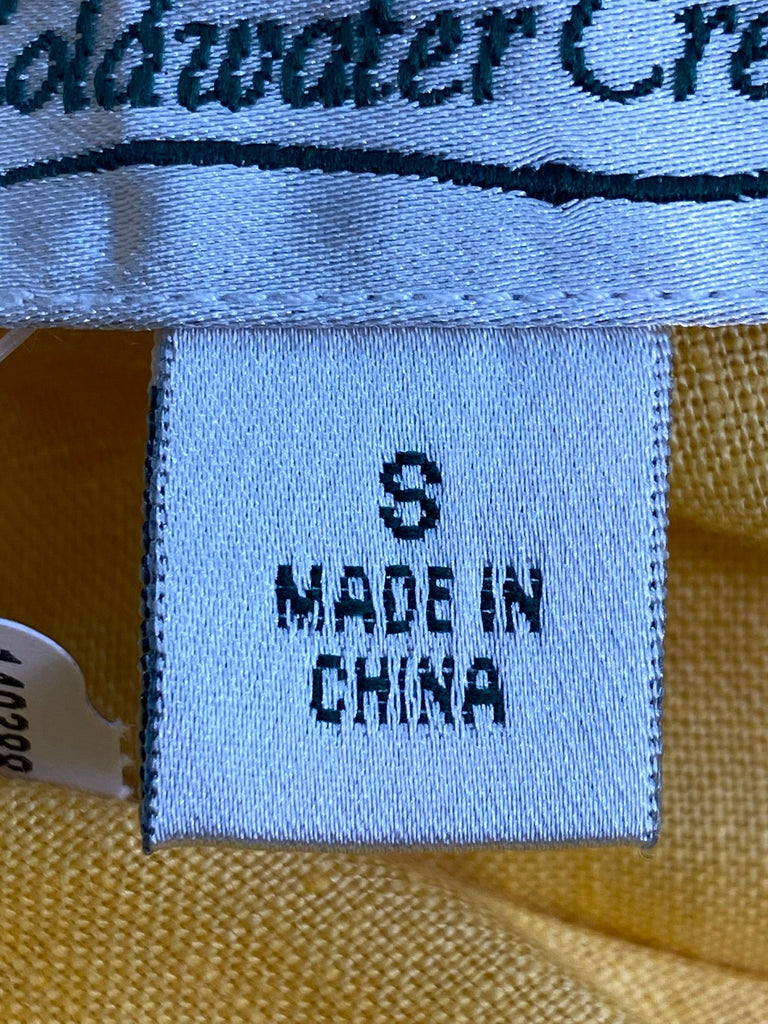 oldwater Cre
S
MADE IN
CHINA